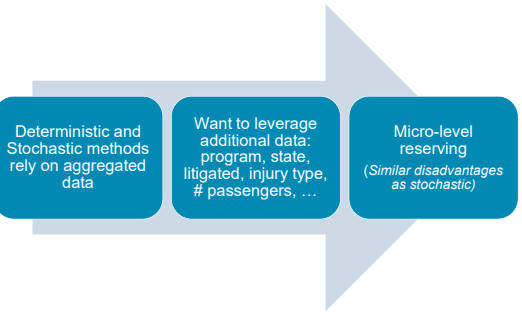 Deterministic and
Stochastic methods
rely on aggregated
data
Want to leverage
additional data:
program, state,
litigated, injury type,
# passengers, …
Micro-level
reserving
(Similar disadvantages
as stochastic)